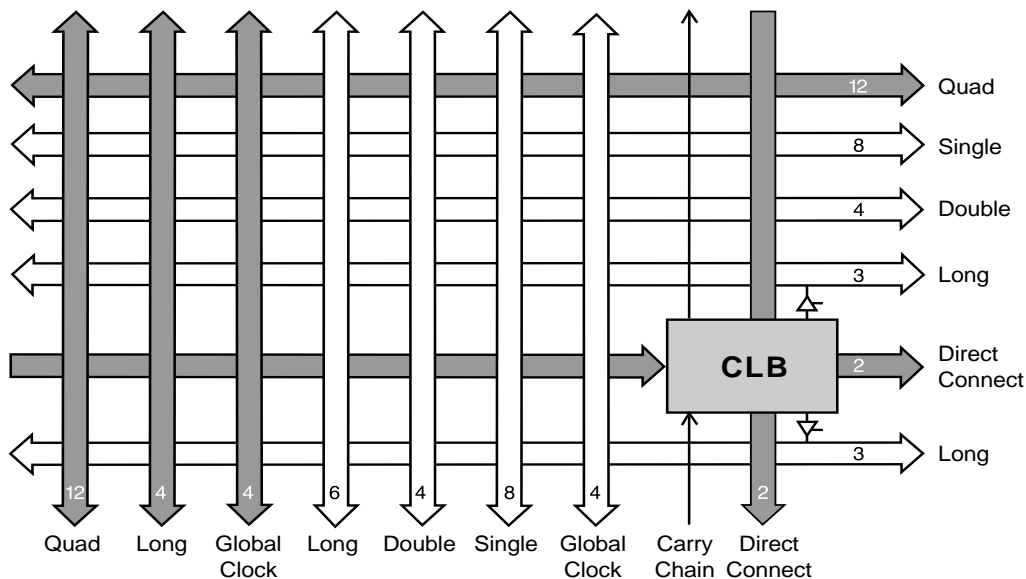 12 Quad
8 Single
4 Double
3 Long
CLB 2 Direct
Connect
3 Long
12 4 4 6 4 8 4 2
Quad Long Global Long Double Single Global Carry Direct
Clock Clock Chain Connect